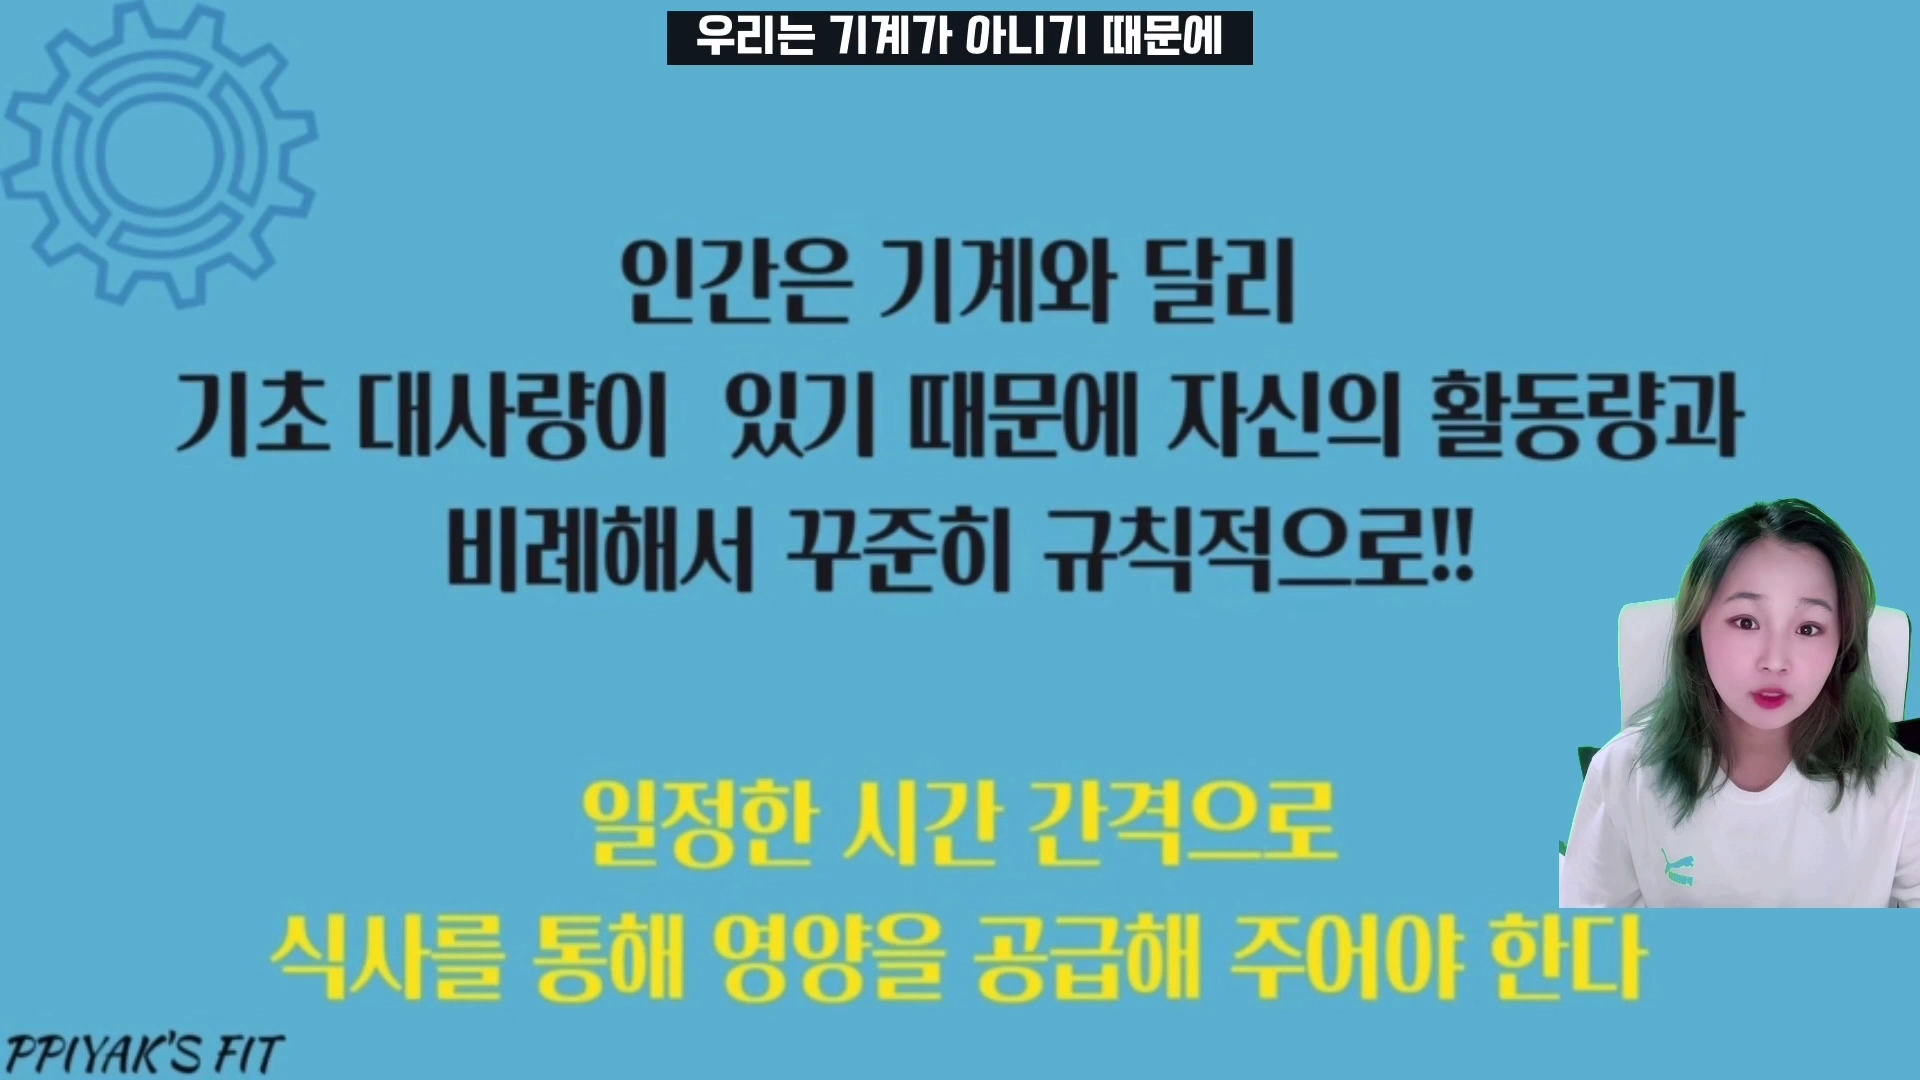 우리는 기계가 아니기 때문에
인간은 기계와 달리
기초 대사량이 있기 때문에 자신의 활동량과
비례해서 꾸준히 규칙적으로!!
일정한 시간 간격으로
식사를 통해 영양을 공급해 주어야 한다
PPIYAK'S FIT